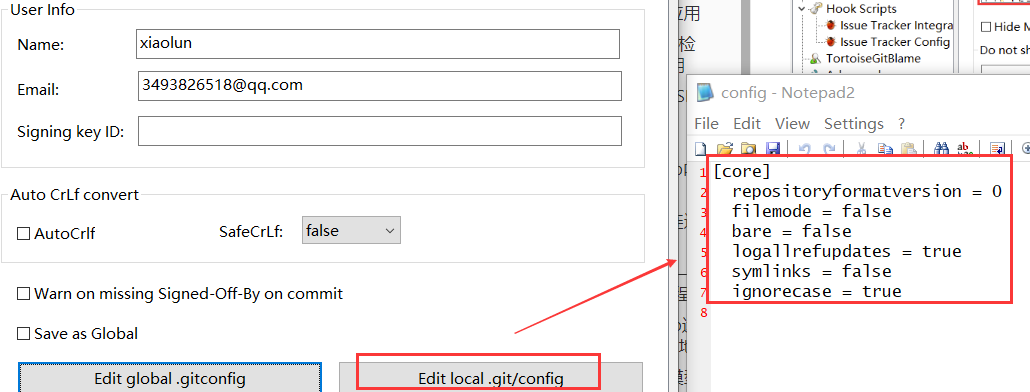 User Info
Name:
xiaolun
Email:
3493826518@qq.com
Signing key ID:
Auto CrLf convert
AutoCrlf
SafeCrLf:
false
Warn on missing Signed-Off-By on commit
Save as Global
Edit global .gitconfig
Edit local .git/config
应用
检
用
Hook Scripts
Issue Tracker Integra
Issue Tracker Config
TortoiseGitBlame
Hide M
Do not sh
config - Notepad2
File Edit View Settings ?
1 [core]
2 repositoryformatversion = 0
3 filemode = false
4 bare = false
5 logallrefupdates = true
6 symlinks = false
7 ignorecase = true
8